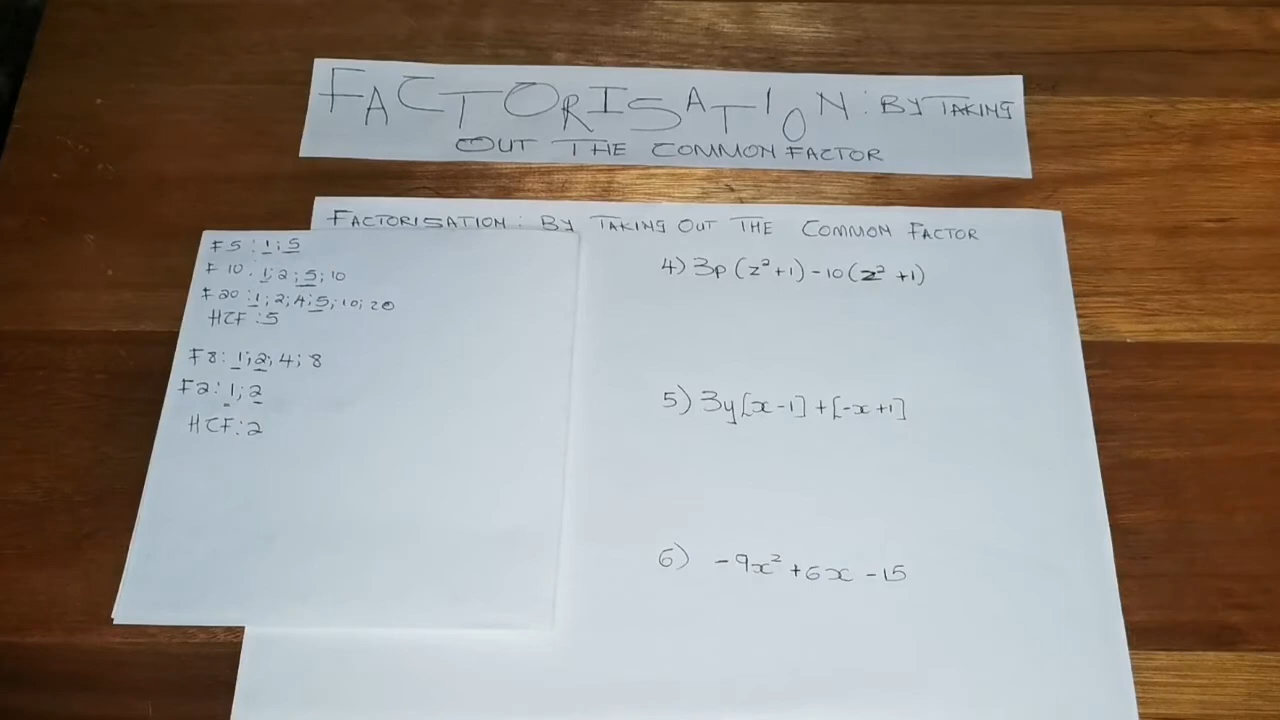 FACTORISATION: BY TAKING
OUT THE COMMON FACTOR
FACTORISATION: BY TAKING OUT THE COMMON FACTOR
F5: 1; 5
F10: 1; 2; 5; 10
F20: 1; 2; 4; 5; 10; 20
HCF: 5
F8: 1; 2; 4; 8
F2: 1; 2
HCF: 2
4) 3p(z²+1)-10(z²+1)
5) 3y[x-1]+[-x+1]
6) -9x²+6x-15